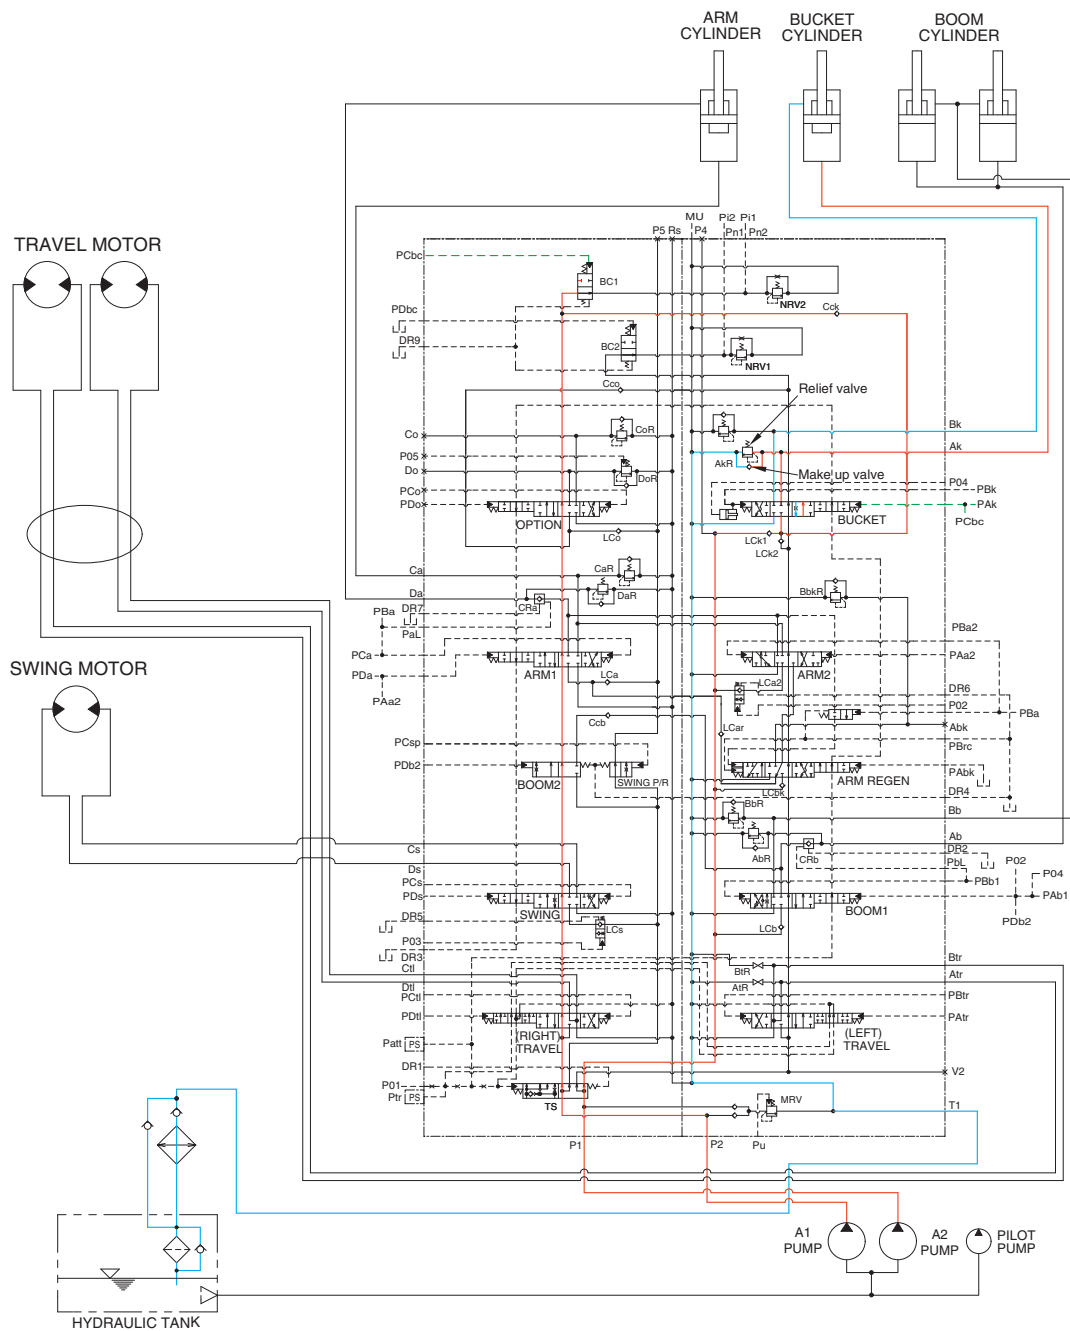 ARM
CYLINDER
BUCKET
CYLINDER
BOOM
CYLINDER
TRAVEL MOTOR
MU
Pi2
Pi1
P5
Rs
P4
Pn1
Pn2
PCbc
BC1
NRV2
PDbc
Cck
DR9
BC2
NRV1
Cco
Relief valve
Co
CoR
Bk
Ak
P05
Do
DoR
AkR
Make up valve
PCo
P04
PBk
PDo
OPTION
BUCKET
PAk
PCbc
LCo
LCk1
LCk2
Ca
CaR
Da
DaR
BbkR
PBa
DR7
CRa
PaL
PBa2
PCa
PAa2
PDa
ARM1
ARM2
SWING MOTOR
PAa2
LCa
LCa2
DR6
P02
PBa
Ccb
LCar
Abk
PCsp
PBrc
PDb2
BOOM2
SWING P/R
ARM REGEN
PAbk
LCbk
DR4
BbR
Bb
Cs
AbR
CRb
Ab
DR2
Ds
PbL
P02
PCs
PBb1
P04
PDs
SWING
BOOM1
PAb1
DR5
LCs
PDb2
P03
LCb
DR3
Ctl
BtR
Btr
AtR
Atr
Dtl
PCtl
PBtr
PDtl
(RIGHT)
TRAVEL
(LEFT)
TRAVEL
PAtr
Patt
PS
DR1
V2
P01
Ptr
PS
TS
MRV
T1
P1
P2
Pu
A1
PUMP
A2
PUMP
PILOT
PUMP
HYDRAULIC TANK